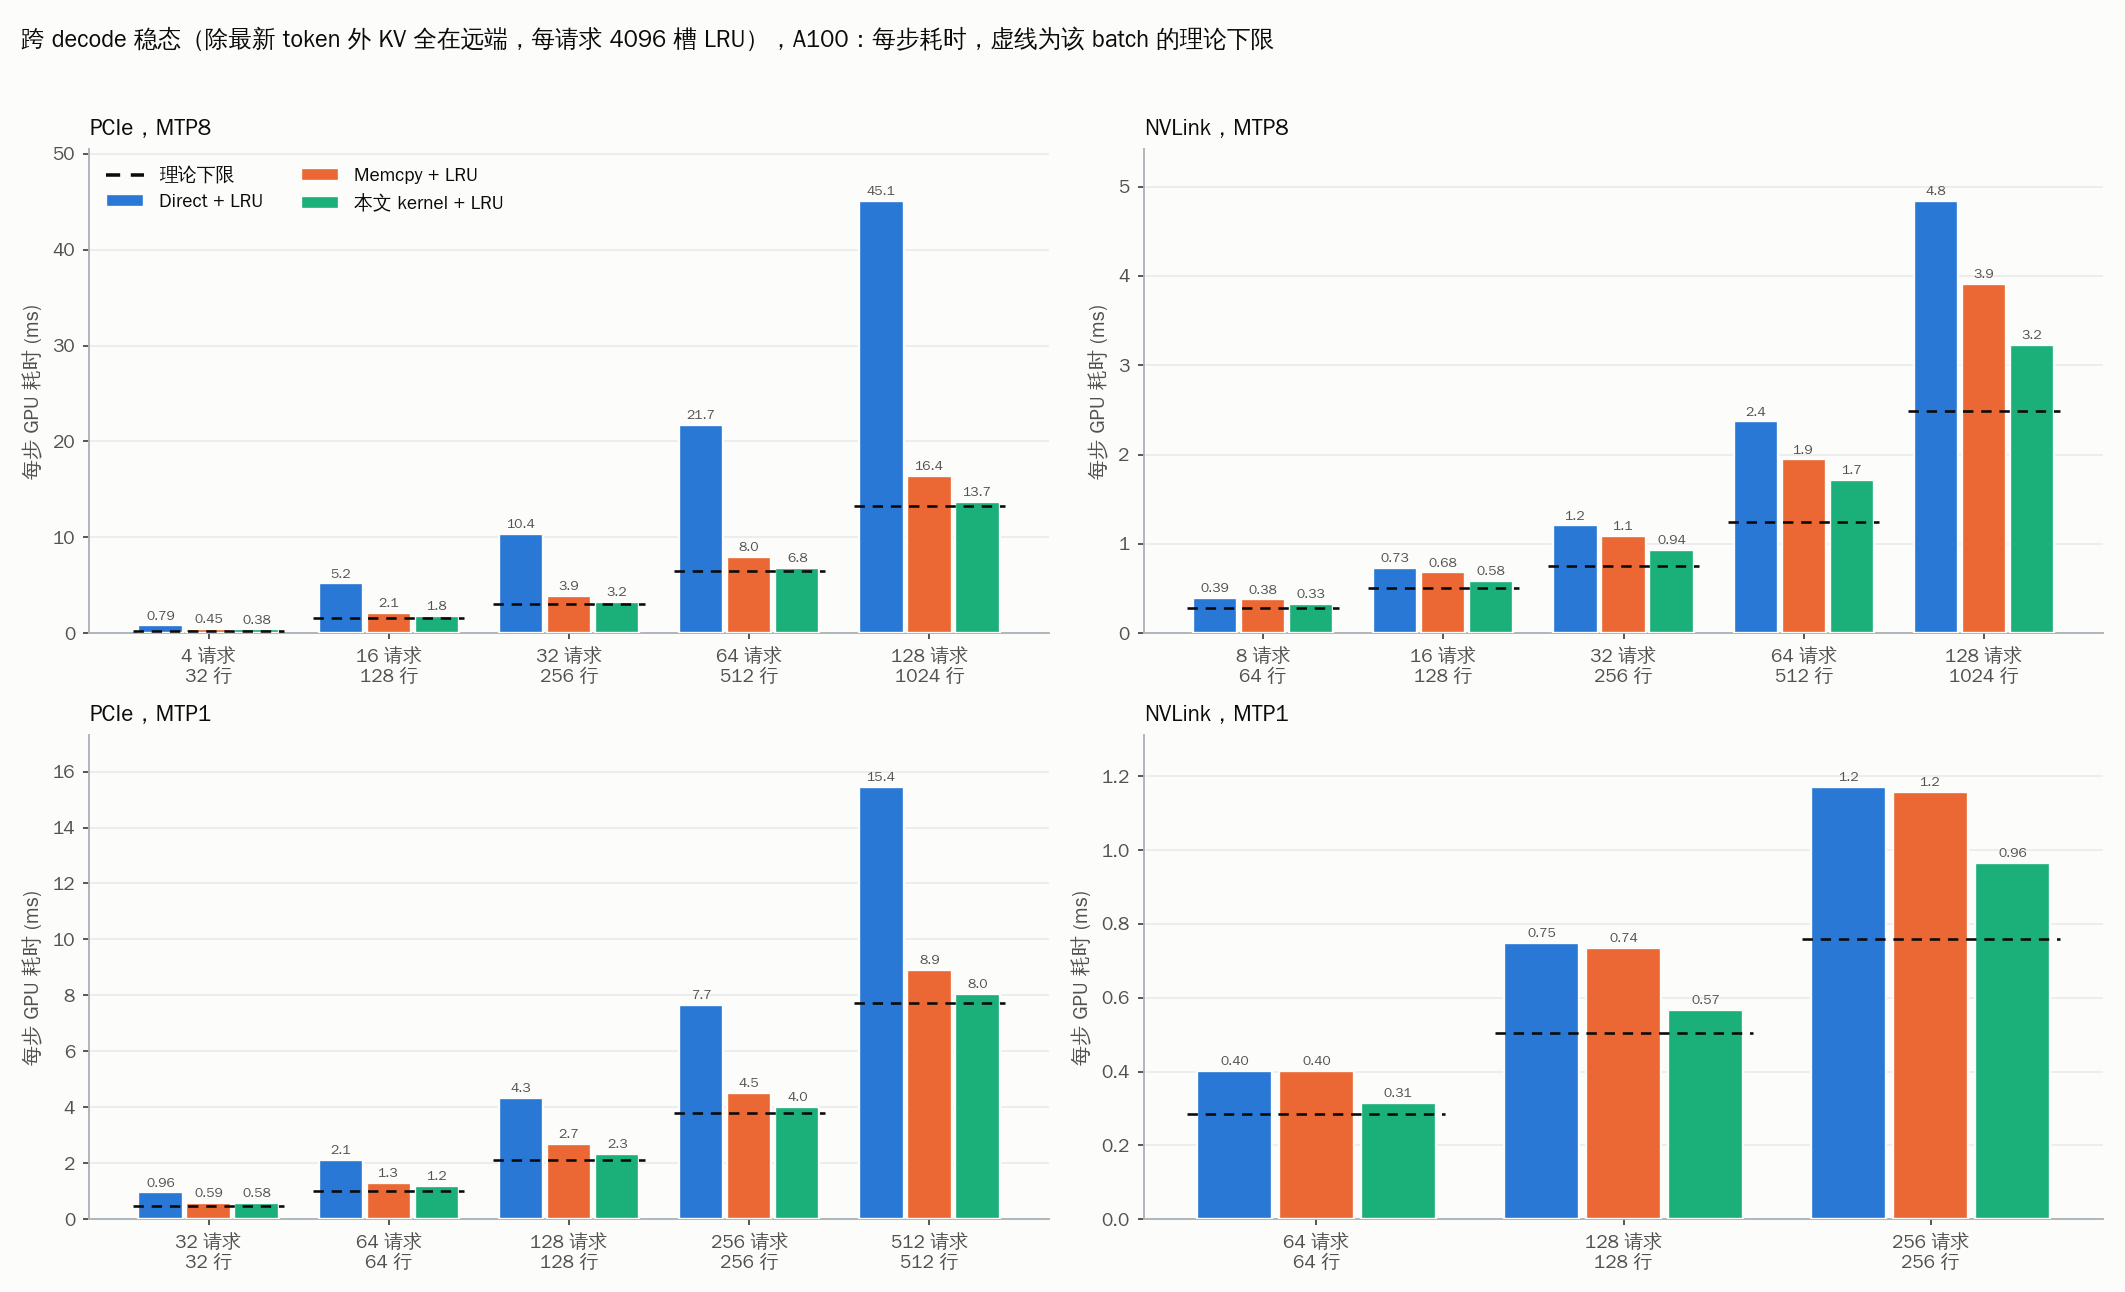 跨 decode 稳态（除最新 token 外 KV 全在远端，每请求 4096 槽 LRU），A100：每步耗时，虚线为该 batch 的理论下限
PCIe，MTP8
每步 GPU 耗时 (ms)
50
40
30
20
10
0
理论下限
Direct + LRU
Memcpy + LRU
本文 kernel + LRU
0.79
0.45
0.38
5.2
2.1
1.8
10.4
3.9
3.2
21.7
8.0
6.8
45.1
16.4
13.7
4 请求
32 行
16 请求
128 行
32 请求
256 行
64 请求
512 行
128 请求
1024 行
NVLink，MTP8
每步 GPU 耗时 (ms)
5
4
3
2
1
0
0.39
0.38
0.33
0.73
0.68
0.58
1.2
1.1
0.94
2.4
1.9
1.7
4.8
3.9
3.2
8 请求
64 行
16 请求
128 行
32 请求
256 行
64 请求
512 行
128 请求
1024 行
PCIe，MTP1
每步 GPU 耗时 (ms)
16
14
12
10
8
6
4
2
0
0.96
0.59
0.58
2.1
1.3
1.2
4.3
2.7
2.3
7.7
4.5
4.0
15.4
8.9
8.0
32 请求
32 行
64 请求
64 行
128 请求
128 行
256 请求
256 行
512 请求
512 行
NVLink，MTP1
每步 GPU 耗时 (ms)
1.2
1.0
0.8
0.6
0.4
0.2
0.0
0.40
0.40
0.31
0.75
0.74
0.57
1.2
1.2
0.96
64 请求
64 行
128 请求
128 行
256 请求
256 行